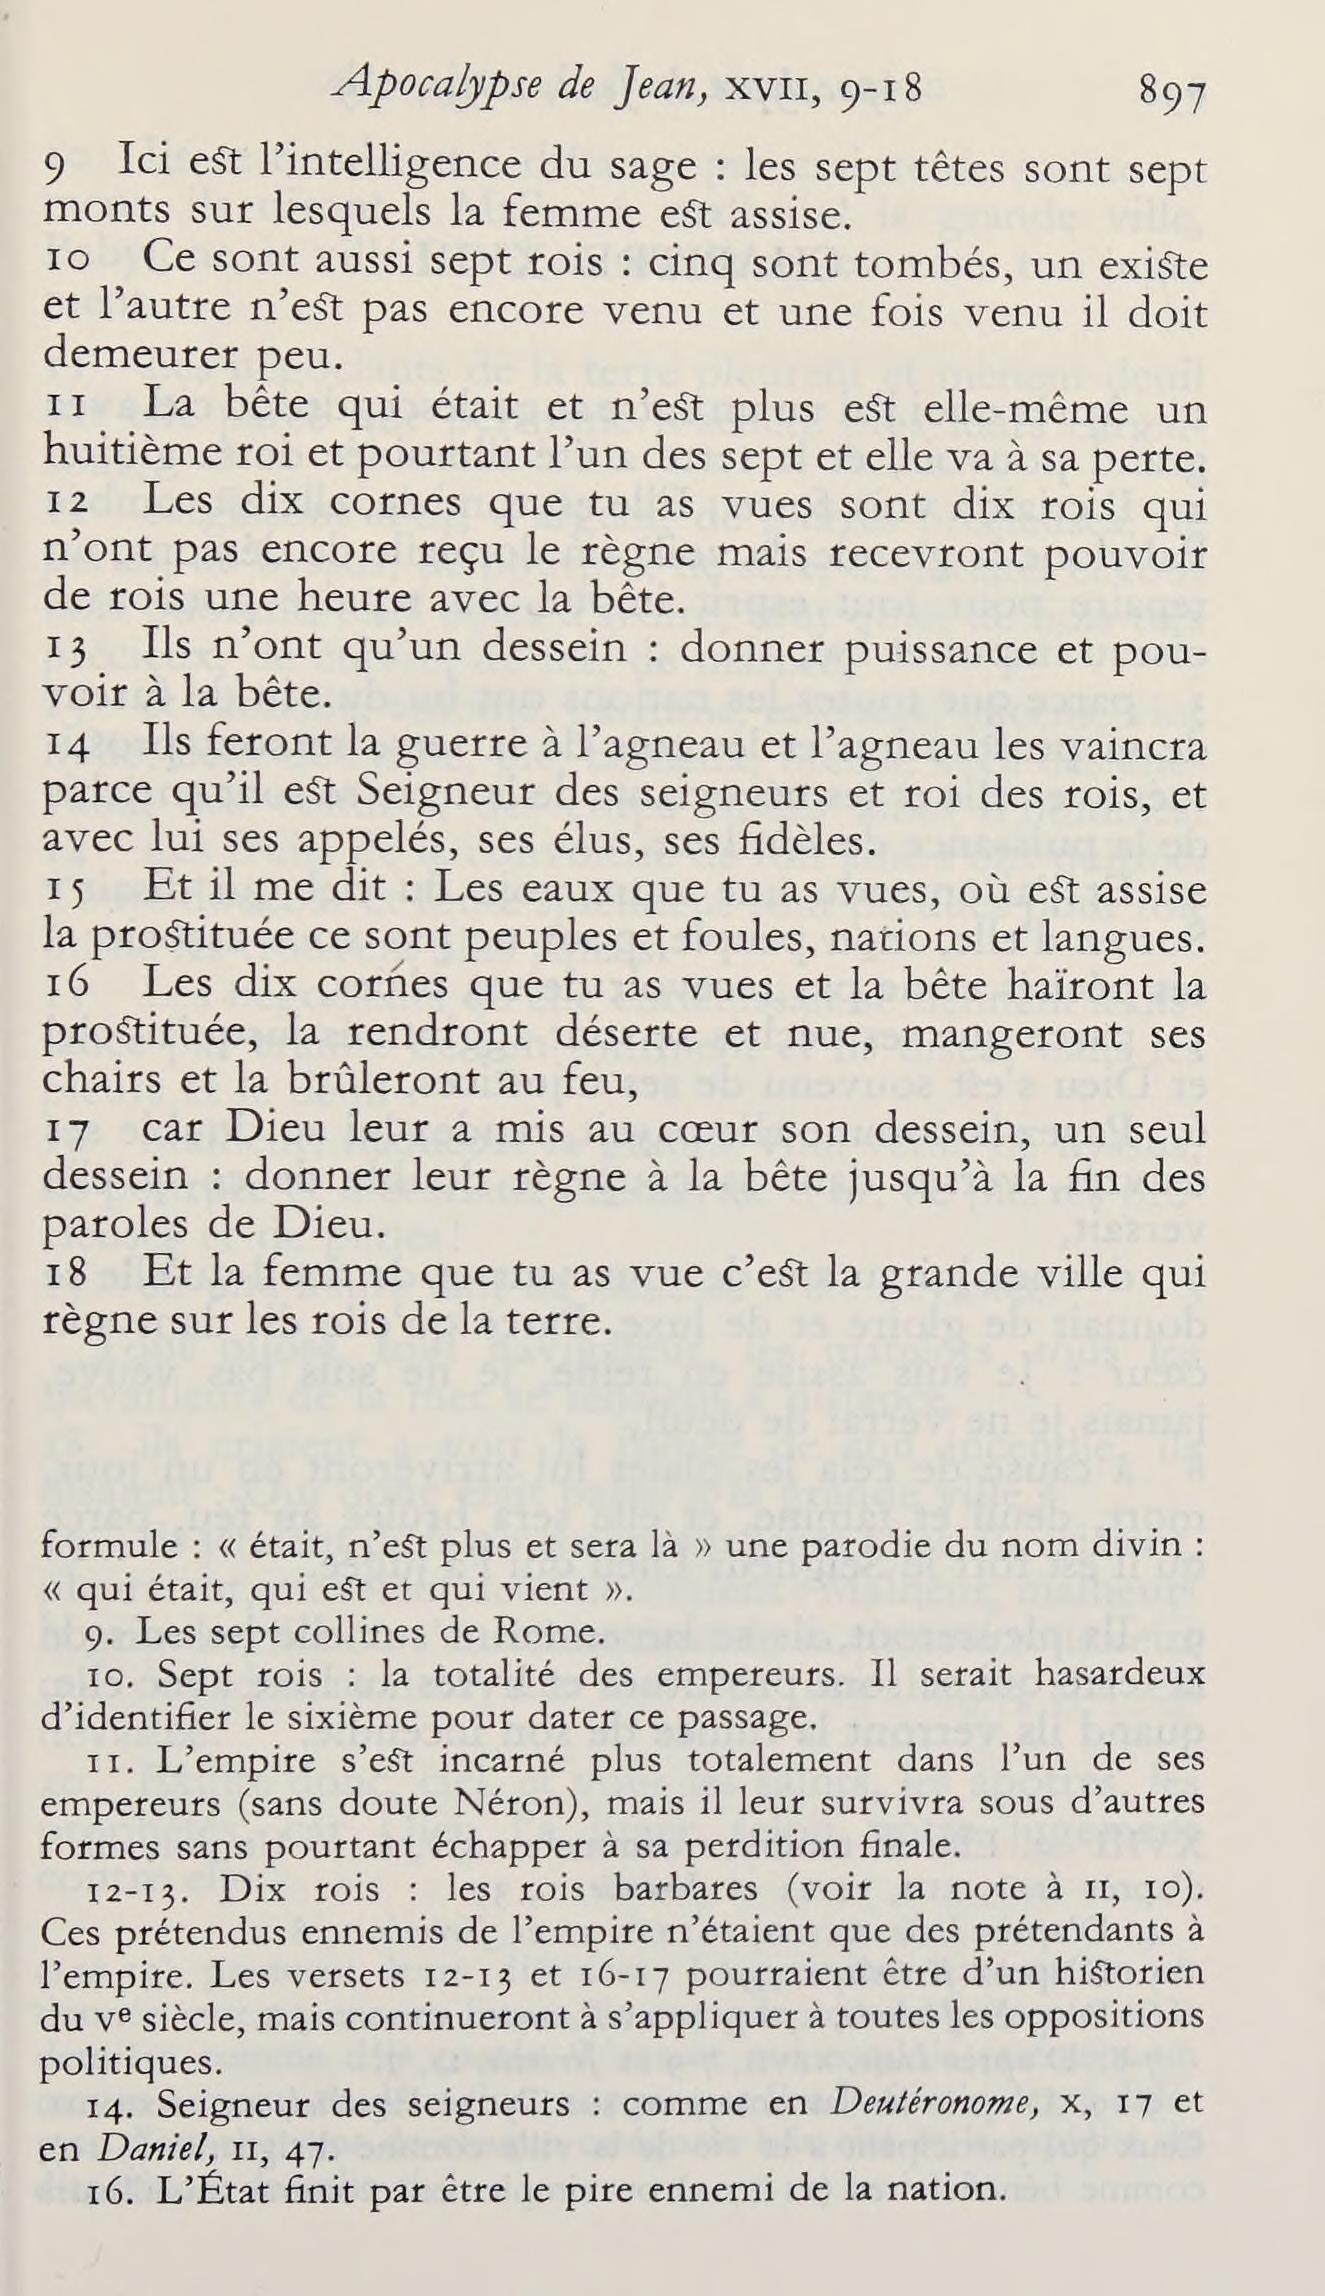 Apocalypse de Jean, XVII, 9-18 897
9 Ici est l'intelligence du sage : les sept têtes sont sept
monts sur lesquels la femme est assise.
10 Ce sont aussi sept rois : cinq sont tombés, un existe
et l'autre n'est pas encore venu et une fois venu il doit
demeurer peu.
11 La bête qui était et n'est plus est elle-même un
huitième roi et pourtant l'un des sept et elle va à sa perte.
12 Les dix cornes que tu as vues sont dix rois qui
n'ont pas encore reçu le règne mais recevront pouvoir
de rois une heure avec la bête.
13 Ils n'ont qu'un dessein : donner puissance et pou-
voir à la bête.
14 Ils feront la guerre à l'agneau et l'agneau les vaincra
parce qu'il est Seigneur des seigneurs et roi des rois, et
avec lui ses appelés, ses élus, ses fidèles.
15 Et il me dit : Les eaux que tu as vues, où est assise
la prostituée ce sont peuples et foules, nations et langues.
16 Les dix cornes que tu as vues et la bête haïront la
prostituée, la rendront déserte et nue, mangeront ses
chairs et la brûleront au feu,
17 car Dieu leur a mis au cœur son dessein, un seul
dessein : donner leur règne à la bête jusqu'à la fin des
paroles de Dieu.
18 Et la femme que tu as vue c'est la grande ville qui
règne sur les rois de la terre.
formule : « était, n'est plus et sera là » une parodie du nom divin :
« qui était, qui est et qui vient ».
9. Les sept collines de Rome.
10. Sept rois : la totalité des empereurs. Il serait hasardeux
d'identifier le sixième pour dater ce passage.
11. L'empire s'est incarné plus totalement dans l'un de ses
empereurs (sans doute Néron), mais il leur survivra sous d'autres
formes sans pourtant échapper à sa perdition finale.
12-13. Dix rois : les rois barbares (voir la note à II, 10).
Ces prétendus ennemis de l'empire n'étaient que des prétendants à
l'empire. Les versets 12-13 et 16-17 pourraient être d'un historien
du Vᵉ siècle, mais continueront à s'appliquer à toutes les oppositions
politiques.
14. Seigneur des seigneurs : comme en Deutéronome, X, 17 et
en Daniel, II, 47.
16. L'État finit par être le pire ennemi de la nation.